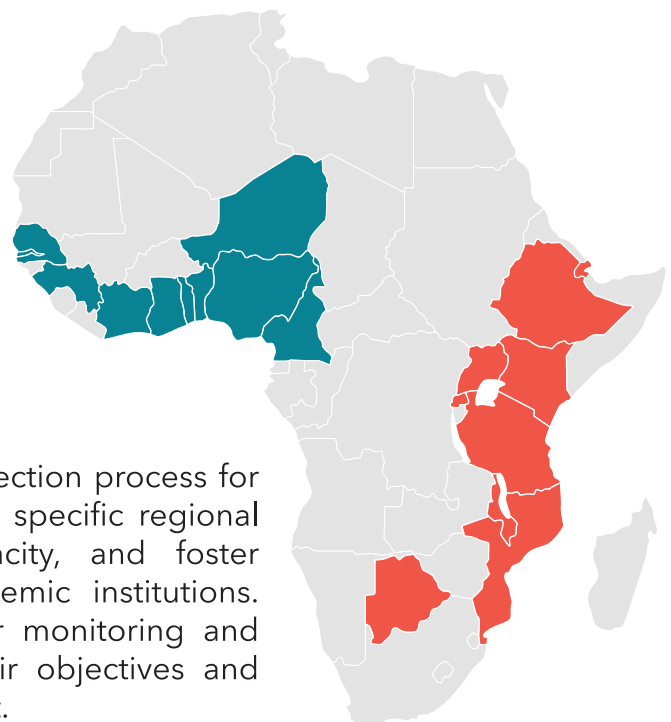 ection process for
specific regional
acity, and foster
emic institutions.
r monitoring and
ir objectives and
t.